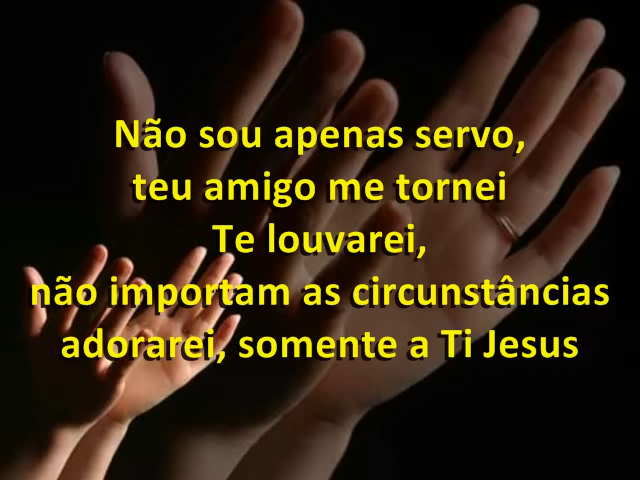 Não sou apenas servo,
teu amigo me tornei
Te louvarei,
não importam as circunstâncias
adorarei, somente a Ti Jesus